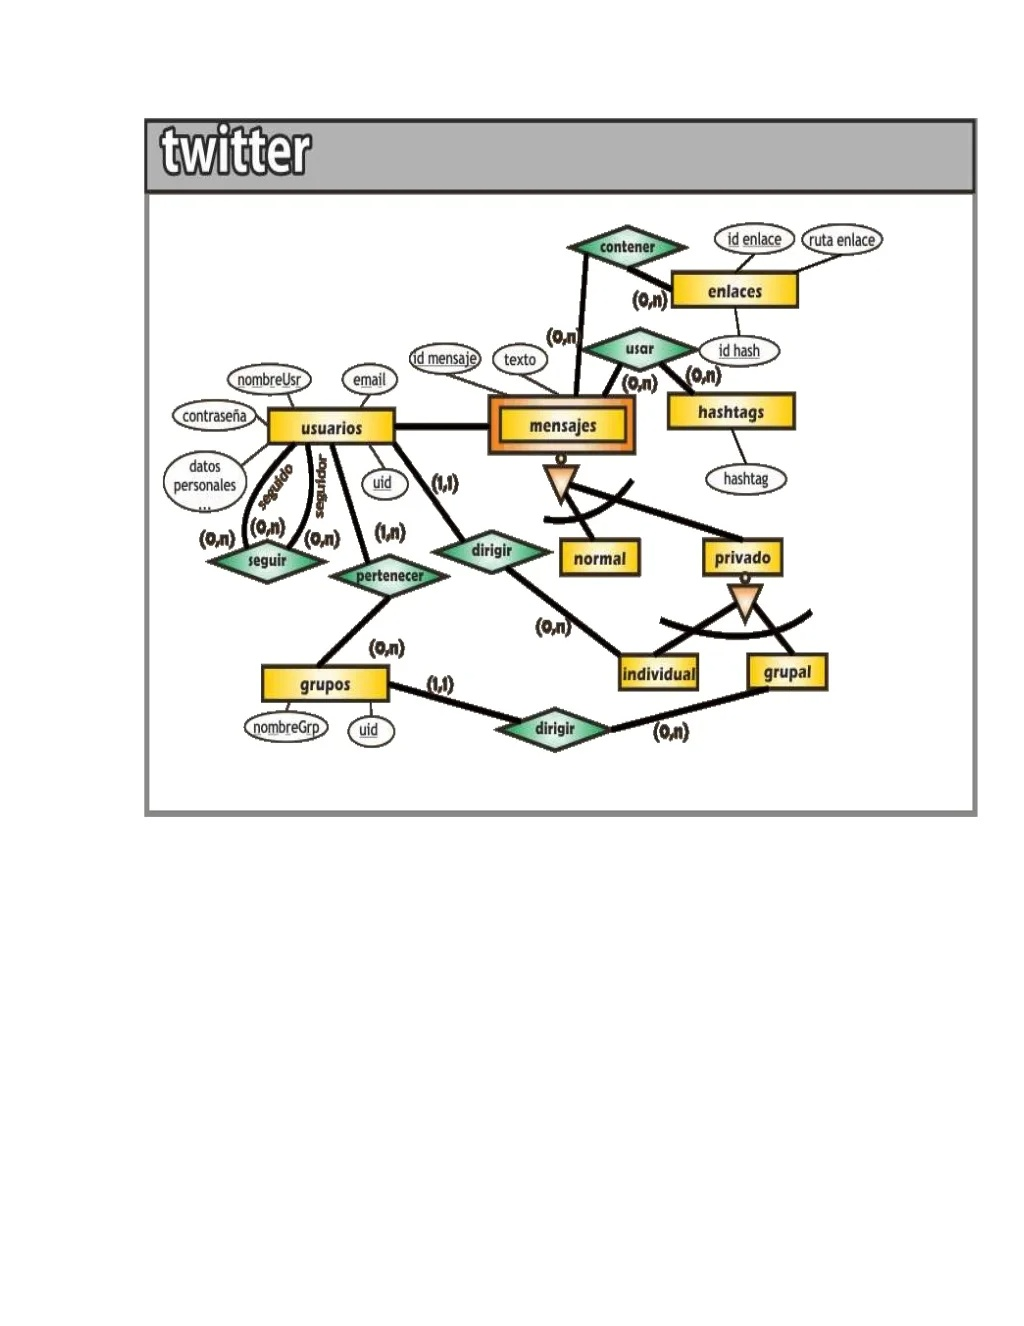 twitter
contener
id enlace
ruta enlace
enlaces
(0,n)
(0,n)
usar
id hash
id mensaje
texto
(0,n)
(0,n)
nombreUsr
email
contraseña
usuarios
mensajes
hashtags
datos
personales
...
seguido
seguidor
uid
(1,1)
hashtag
(0,n)
(0,n)
(0,n)
(1,n)
seguir
pertenecer
dirigir
normal
privado
(0,n)
(0,n)
individual
grupal
grupos
(1,1)
nombreGrp
uid
dirigir
(0,n)